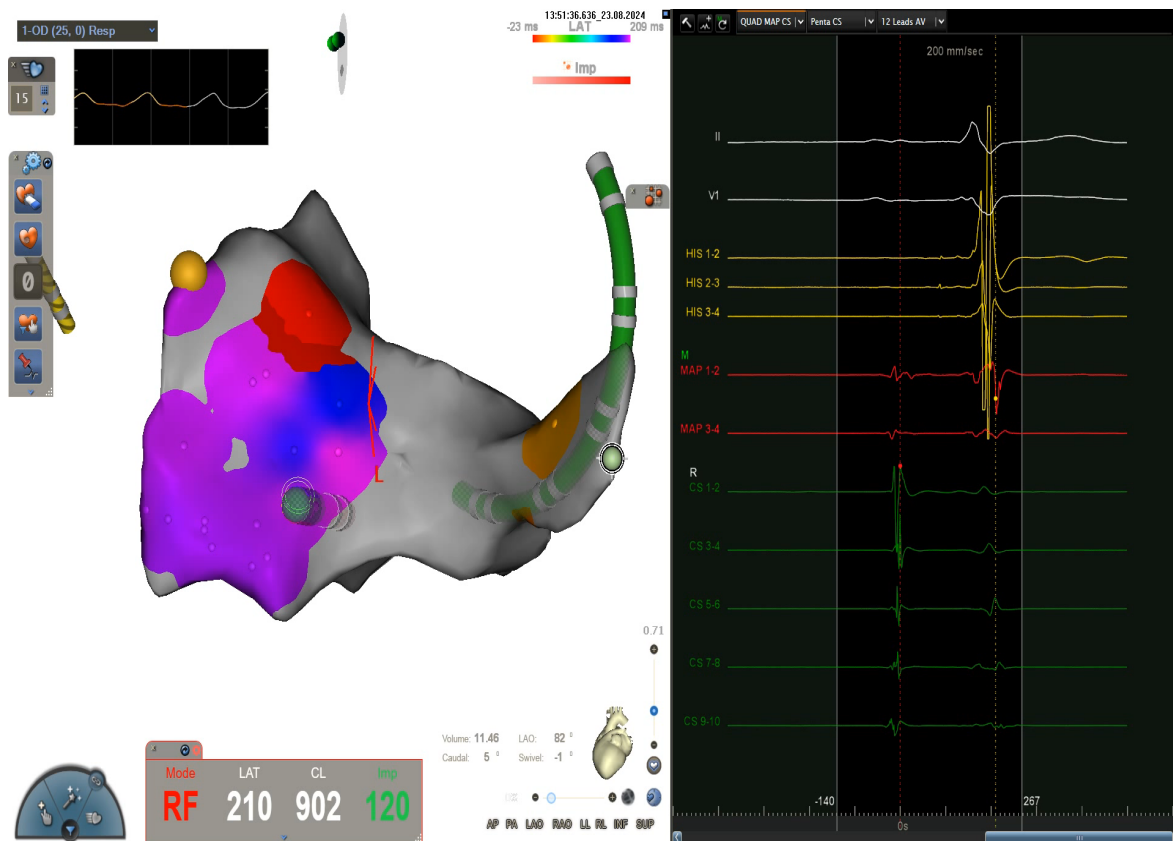 1-OD (25, 0) Resp
13:51:36.636_23.08.2024
-23 ms LAT 209 ms
Imp
15
0
L
0.71
Volume: 11.46 LAO: 82 °
Caudal: 5 ° Swivel: -1 °
AP PA LAO RAO LL RL INF SUP
Mode LAT CL Imp
RF 210 902 120
QUAD MAP CS Penta CS 12 Leads AV
200 mm/sec
II
V1
HIS 1-2
HIS 2-3
HIS 3-4
M
MAP 1-2
MAP 3-4
R
CS 1-2
CS 3-4
CS 5-6
CS 7-8
CS 9-10
-140 267
0s